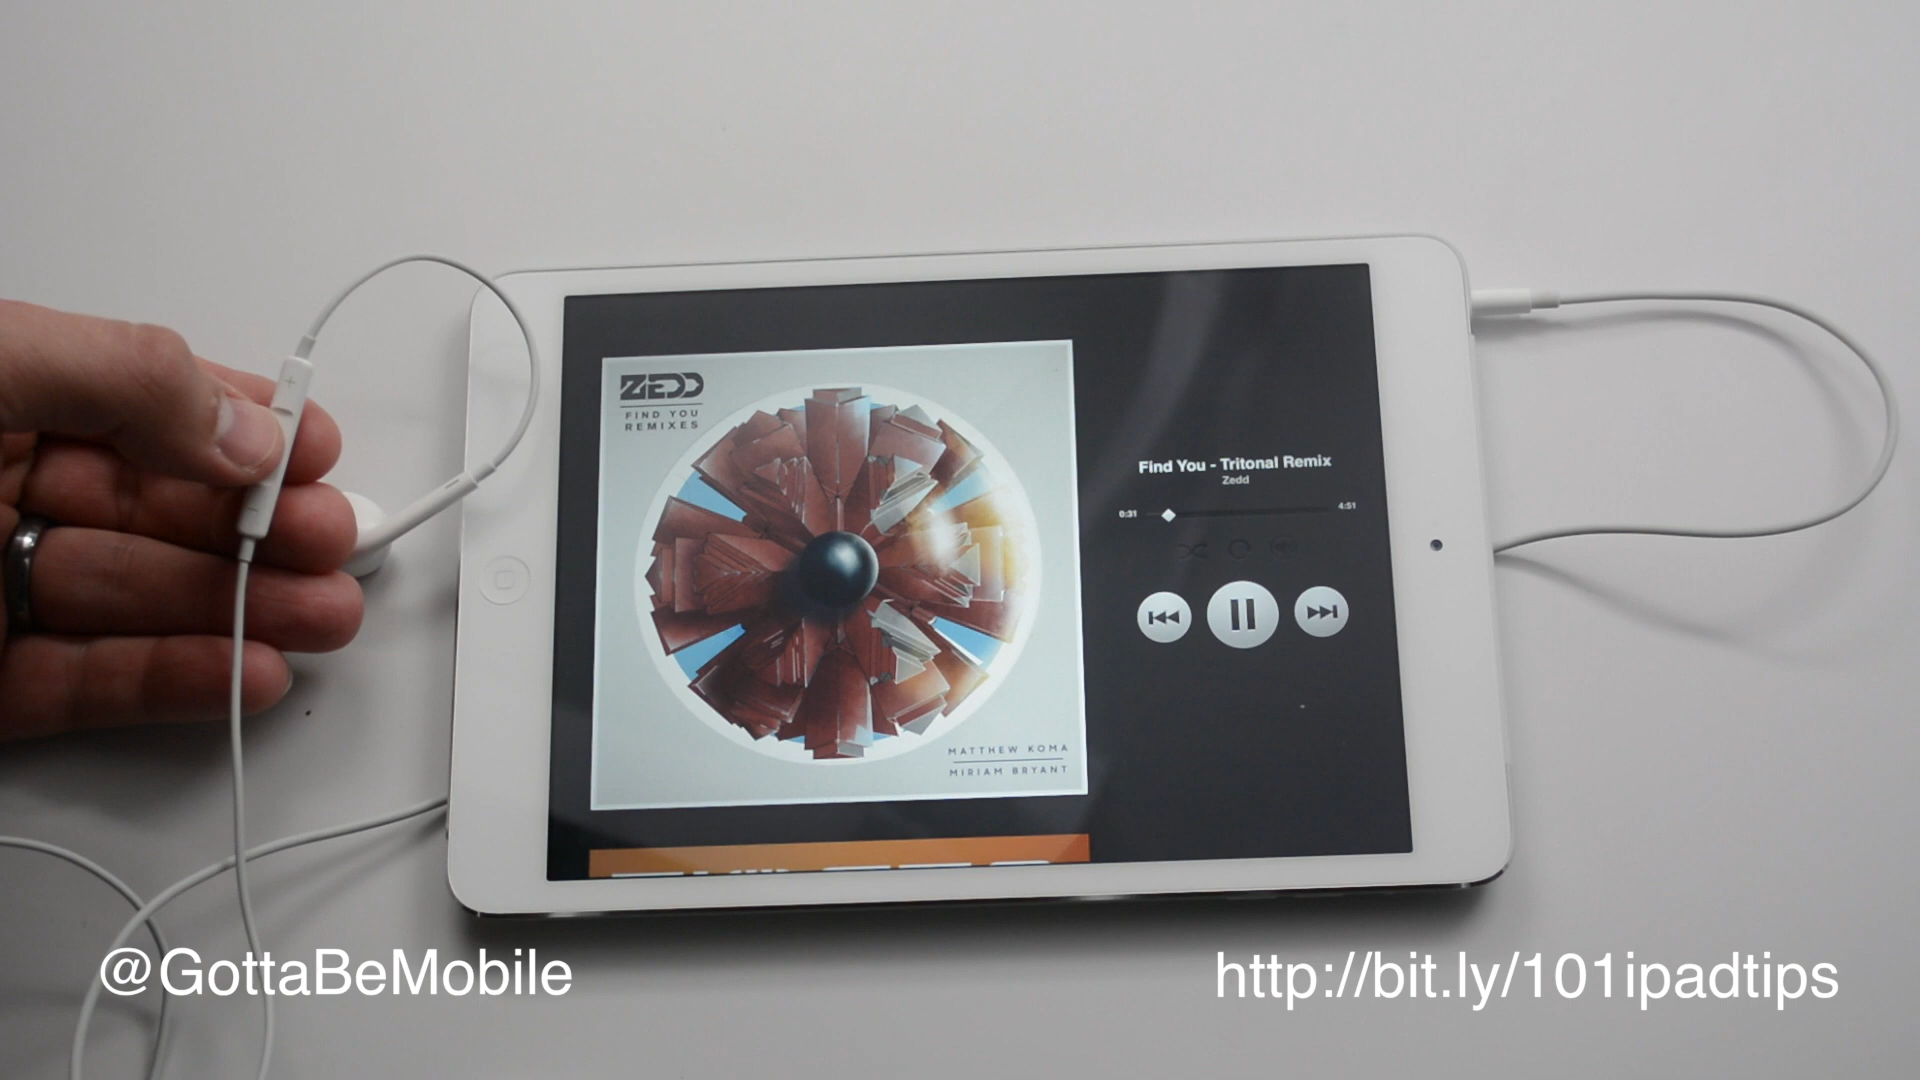 ZEDD
FIND YOU
REMIXES
MATTHEW KOMA
MIRIAM BRYANT
Find You - Tritonal Remix
Zedd
0:31
4:51
@GottaBeMobile
http://bit.ly/101ipadtips